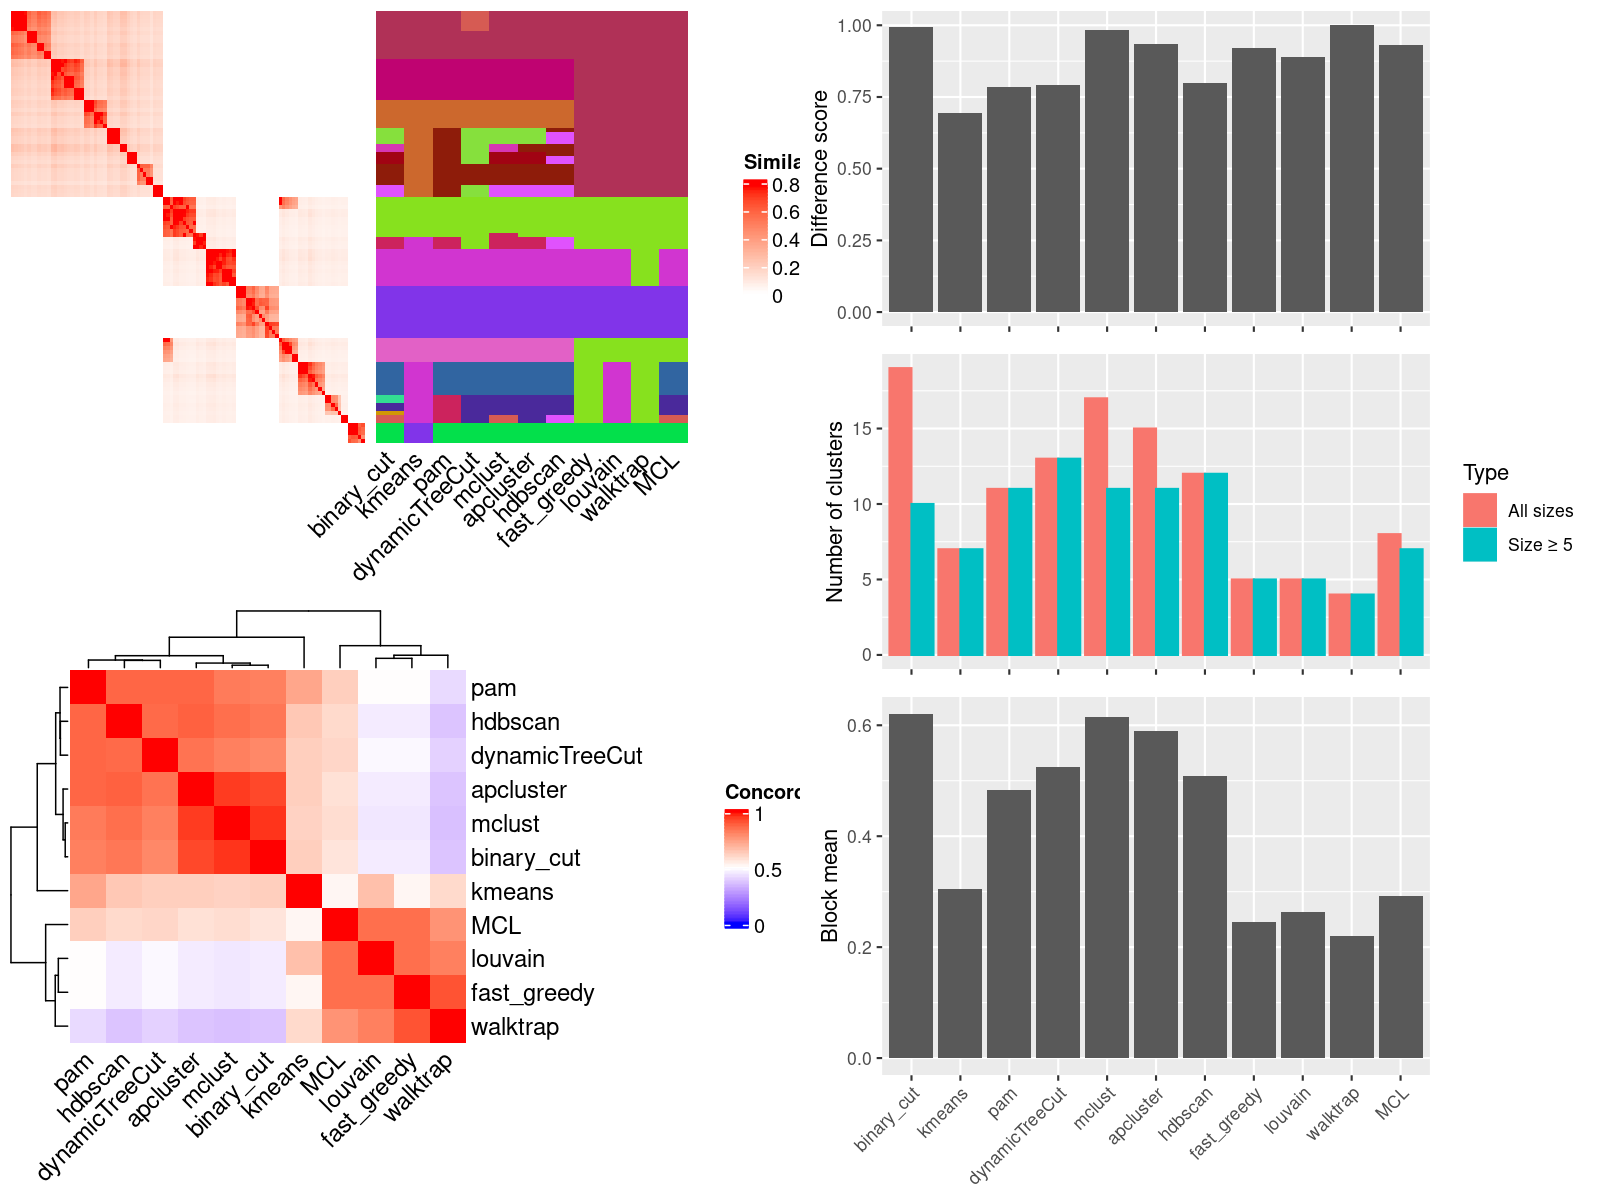 Simila
0.8
0.6
0.4
0.2
0
binary_cut
kmeans
pam
dynamicTreeCut
mclust
apcluster
hdbscan
fast_greedy
louvain
walktrap
MCL
pam
hdbscan
dynamicTreeCut
apcluster
mclust
binary_cut
kmeans
MCL
louvain
fast_greedy
walktrap
Concord
1
0.5
0
pam
hdbscan
dynamicTreeCut
apcluster
mclust
binary_cut
kmeans
MCL
louvain
fast_greedy
walktrap
Difference score
1.00
0.75
0.50
0.25
0.00
Number of clusters
15
10
5
0
Type
All sizes
Size ≥ 5
Block mean
0.6
0.4
0.2
0.0
binary_cut
kmeans
pam
dynamicTreeCut
mclust
apcluster
hdbscan
fast_greedy
louvain
walktrap
MCL